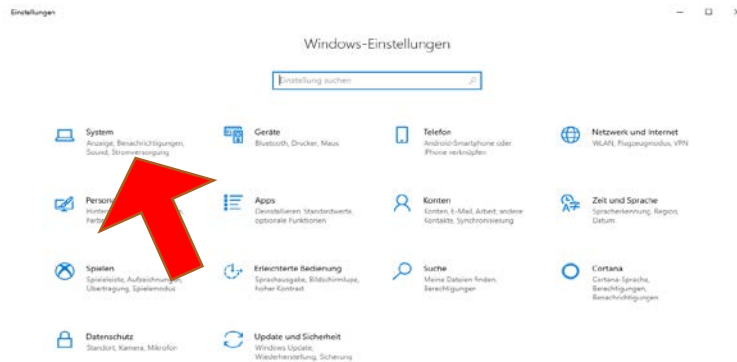 Einstellungen
Windows-Einstellungen
Einstellung suchen
System
Anzeige, Benachrichtigungen,
Sound, Stromversorgung
Geräte
Bluetooth, Drucker, Maus
Telefon
Android-Smartphone oder
iPhone verknüpfen
Netzwerk und Internet
WLAN, Flugzeugmodus, VPN
Apps
Deinstallieren, Standardwerte,
optionale Funktionen
Konten
Konten, E-Mail, Arbeit, andere
Kontakte, Synchronisierung
Zeit und Sprache
Spracherkennung, Region,
Datum
Spielen
Spieleleiste,
Übertragung, Spielemodus
Erleichterte Bedienung
Sprachausgabe, Bildschirmlupe,
hoher Kontrast
Suche
Meine Dateien finden,
Berechtigungen
Cortana
Cortana-Sprache,
Berechtigungen,
Benachrichtigungen
Datenschutz
Standort, Kamera, Mikrofon
Update und Sicherheit
Windows Update,
Wiederherstellung, Sicherung